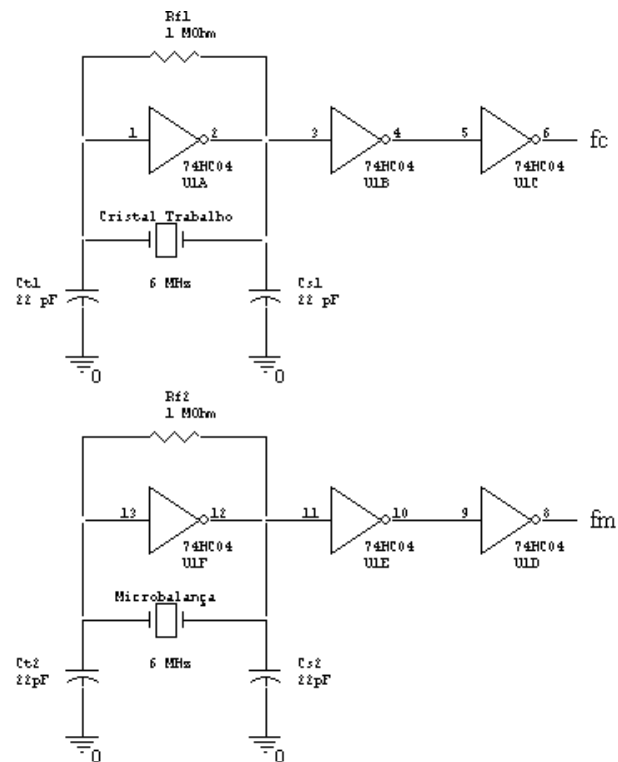 Rf1
1 MOhm
1
2
3
4
5
6
fc
74HC04
U1A
74HC04
U1B
74HC04
U1C
Cristal Trabalho
Ct1
22 pF
6 MHz
Cs1
22 pF
0
0
Rf2
1 MOhm
13
12
11
10
9
8
fm
74HC04
U1F
74HC04
U1E
74HC04
U1D
Microbalança
Ct2
22pF
6 MHz
Cs2
22pF
0
0